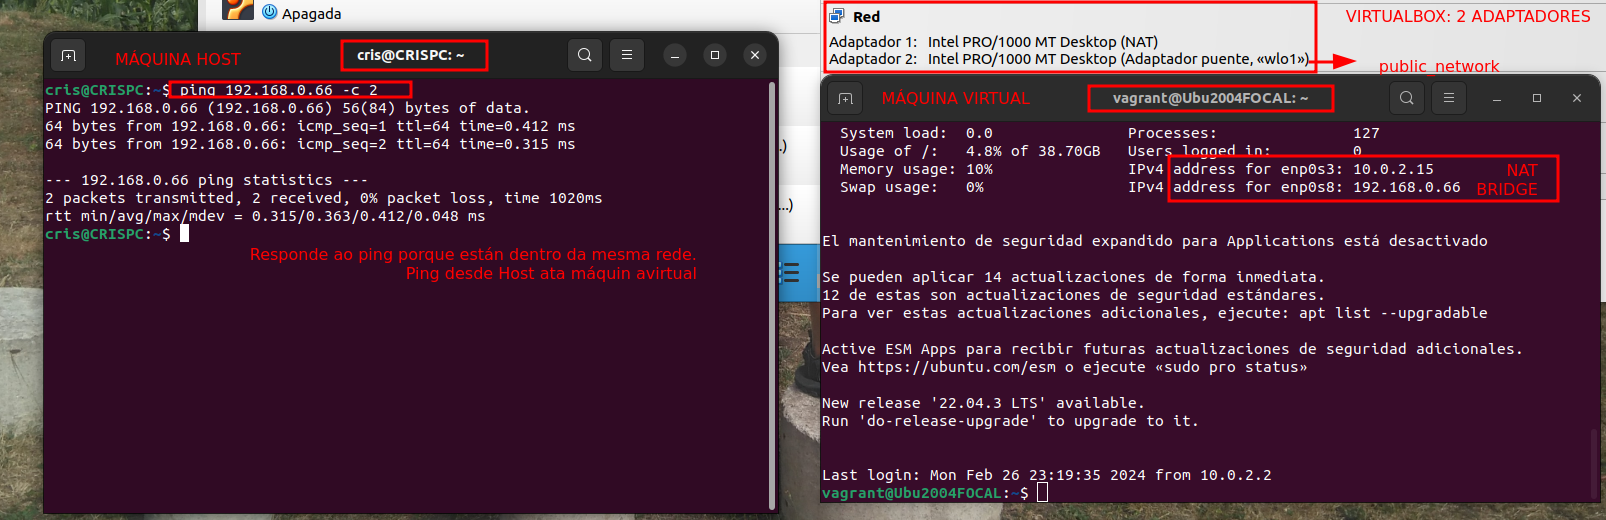 Apagada
MÁQUINA HOST
cris@CRISPC: ~
cris@CRISPC:~$ ping 192.168.0.66 -c 2
PING 192.168.0.66 (192.168.0.66) 56(84) bytes of data.
64 bytes from 192.168.0.66: icmp_seq=1 ttl=64 time=0.412 ms
64 bytes from 192.168.0.66: icmp_seq=2 ttl=64 time=0.315 ms
--- 192.168.0.66 ping statistics ---
2 packets transmitted, 2 received, 0% packet loss, time 1020ms
rtt min/avg/max/mdev = 0.315/0.363/0.412/0.048 ms
cris@CRISPC:~$
Responde ao ping porque están dentro da mesma rede.
Ping desde Host ata máquin avirtual
.)
...)
Red
VIRTUALBOX: 2 ADAPTADORES
Adaptador 1: Intel PRO/1000 MT Desktop (NAT)
Adaptador 2: Intel PRO/1000 MT Desktop (Adaptador puente, «wlo1»)
public_network
MÁQUINA VIRTUAL
vagrant@Ubu2004FOCAL: ~
System load: 0.0 Processes: 127
Usage of /: 4.8% of 38.70GB Users logged in: 0
Memory usage: 10% IPv4 address for enp0s3: 10.0.2.15 NAT
Swap usage: 0% IPv4 address for enp0s8: 192.168.0.66 BRIDGE
El mantenimiento de seguridad expandido para Applications está desactivado
Se pueden aplicar 14 actualizaciones de forma inmediata.
12 de estas son actualizaciones de seguridad estándares.
Para ver estas actualizaciones adicionales, ejecute: apt list --upgradable
Active ESM Apps para recibir futuras actualizaciones de seguridad adicionales.
Vea https://ubuntu.com/esm o ejecute «sudo pro status»
New release '22.04.3 LTS' available.
Run 'do-release-upgrade' to upgrade to it.
Last login: Mon Feb 26 23:19:35 2024 from 10.0.2.2
vagrant@Ubu2004FOCAL:~$